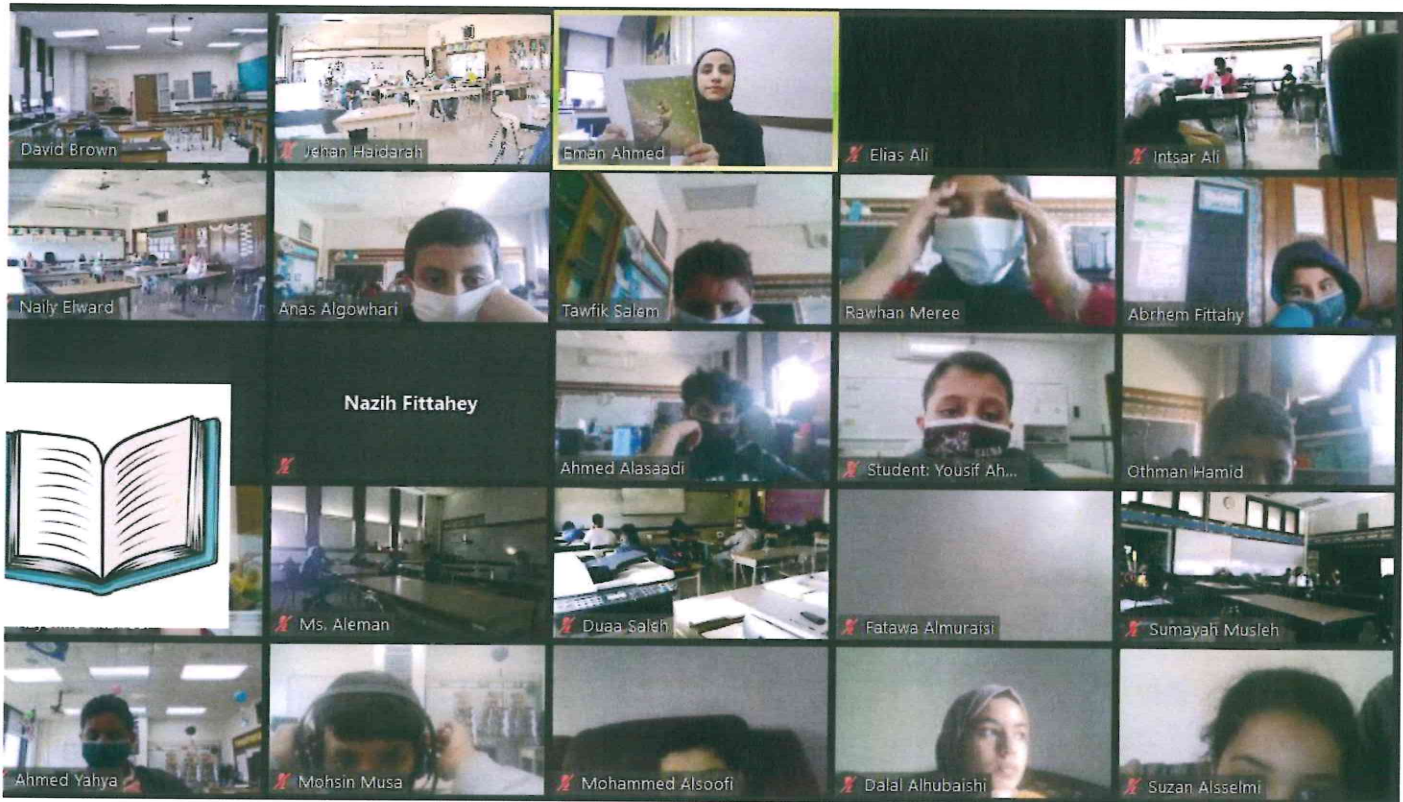 David Brown
Jehan Haidarah
Eman Ahmed
Elias Ali
Intsar Ali
Naily Elward
Anas Algowhari
Tawfik Salem
Rawhan Meree
Abrhem Fittahy
Nazih Fittahey
Ahmed Alasaadi
Student: Yousif Ah...
Othman Hamid
Ms. Aleman
Duaa Saleh
Fatawa Almuraisi
Sumayah Musleh
Ahmed Yahya
Mohsin Musa
Mohammed Alsoofi
Dalal Alhubaishi
Suzan Alsselmi